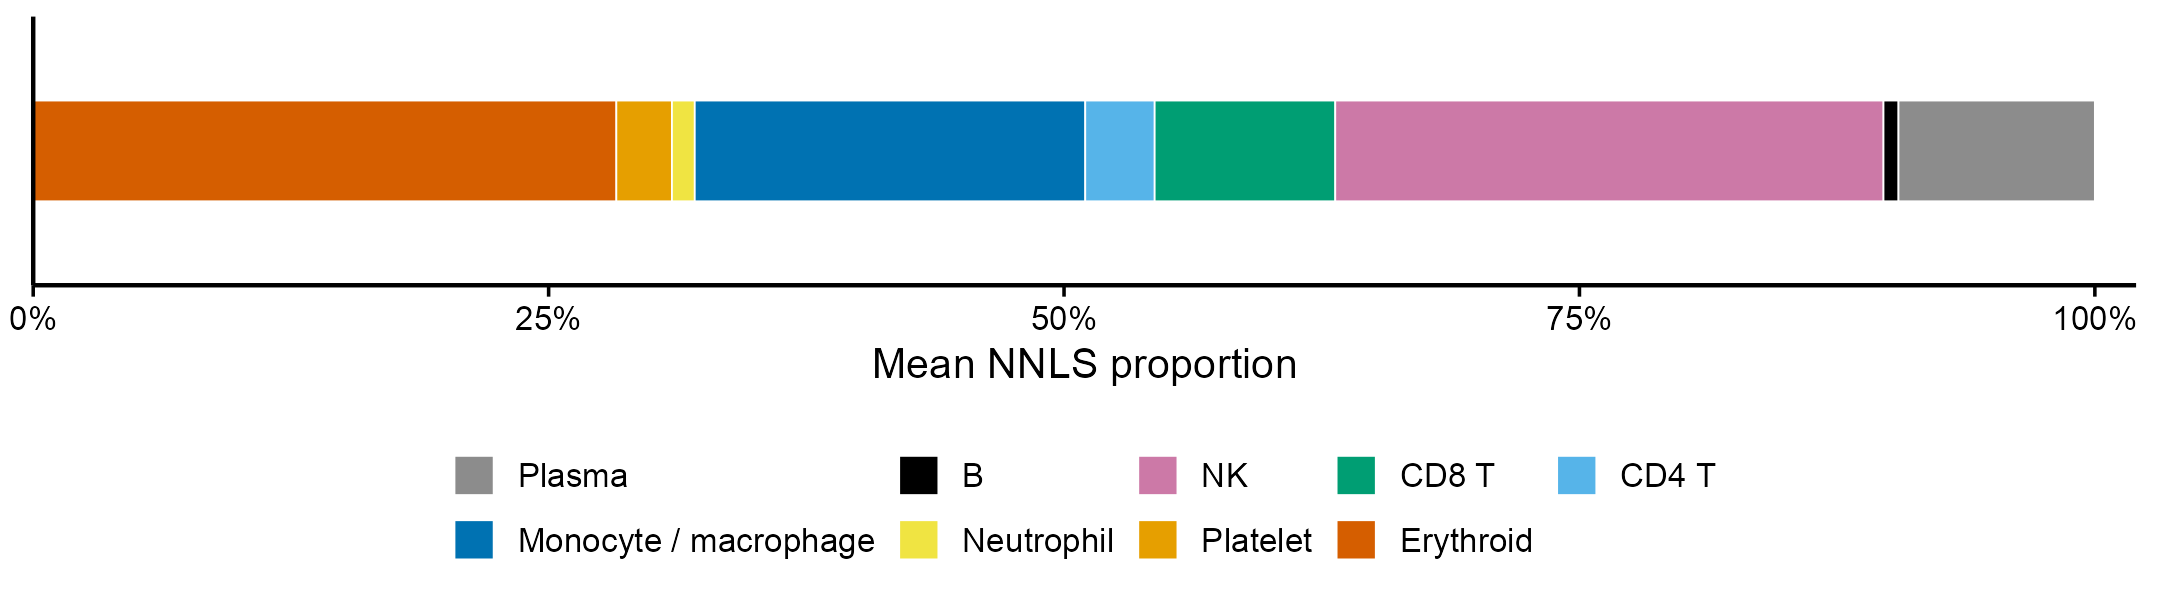 0% 25% 50% 75% 100%
Mean NNLS proportion
Plasma B NK CD8 T CD4 T
Monocyte / macrophage Neutrophil Platelet Erythroid